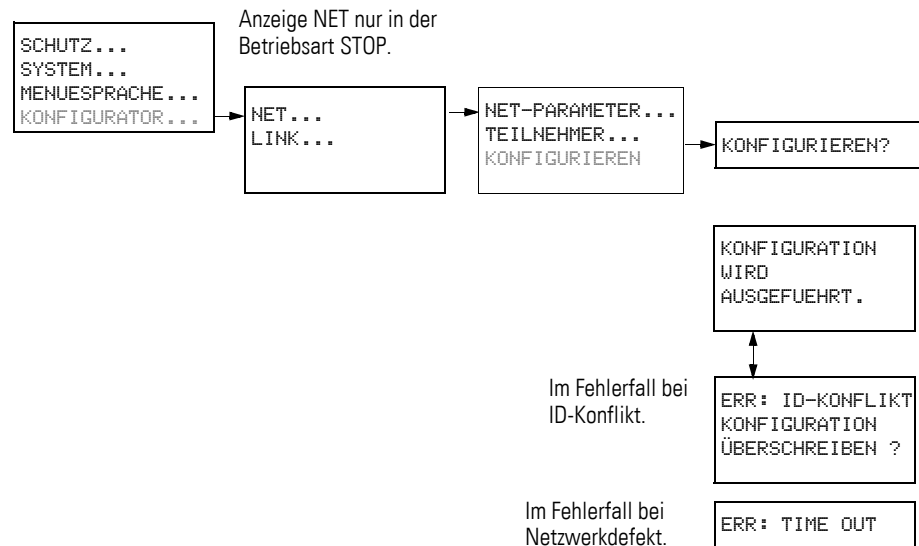 Anzeige NET nur in der
Betriebsart STOP.
SCHUTZ...
SYSTEM...
MENUESPRACHE...
KONFIGURATOR...
NET...
LINK...
NET-PARAMETER...
TEILNEHMER...
KONFIGURIEREN
KONFIGURIEREN?
KONFIGURATION
WIRD
AUSGEFUEHRT.
Im Fehlerfall bei
ID-Konflikt.
ERR: ID-KONFLIKT
KONFIGURATION
ÜBERSCHREIBEN ?
Im Fehlerfall bei
Netzwerkdefekt.
ERR: TIME OUT